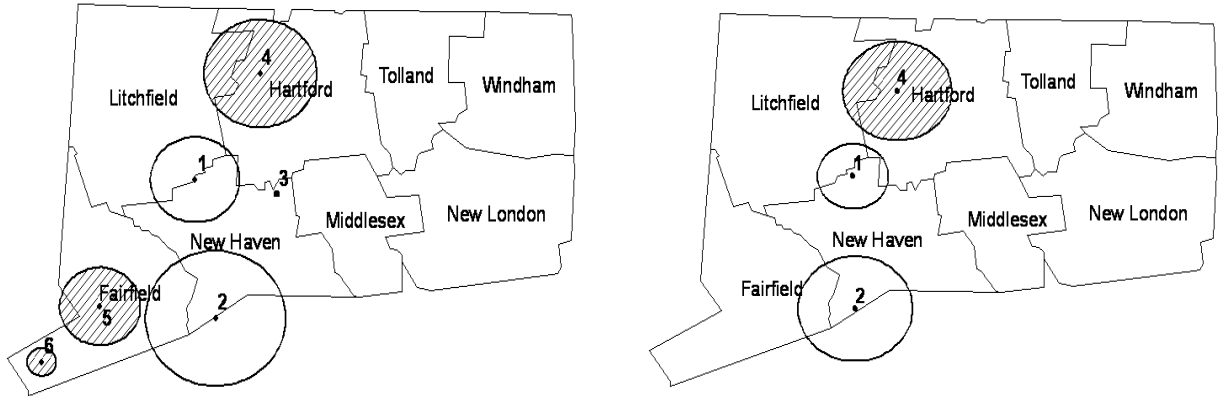 4
Hartford
Tolland
Windham
Litchfield
1
3
Middlesex
New London
New Haven
Fairfield
5
2
6
4
Hartford
Tolland
Windham
Litchfield
1
Middlesex
New London
New Haven
Fairfield
2